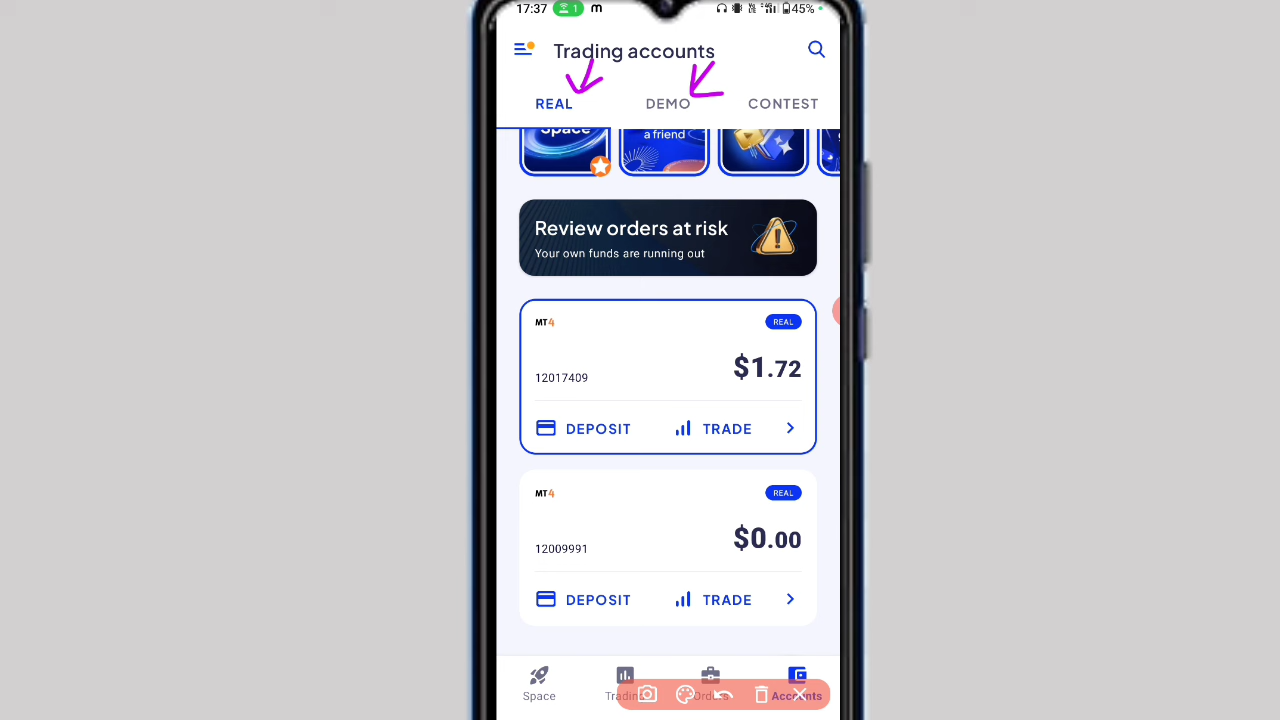 17:37 1 m 45%
Trading accounts
REAL DEMO CONTEST
Space
a friend
Review orders at risk
Your own funds are running out
MT4 REAL
$1.72
12017409
DEPOSIT TRADE
MT4 REAL
$0.00
12009991
DEPOSIT TRADE
Space Accounts